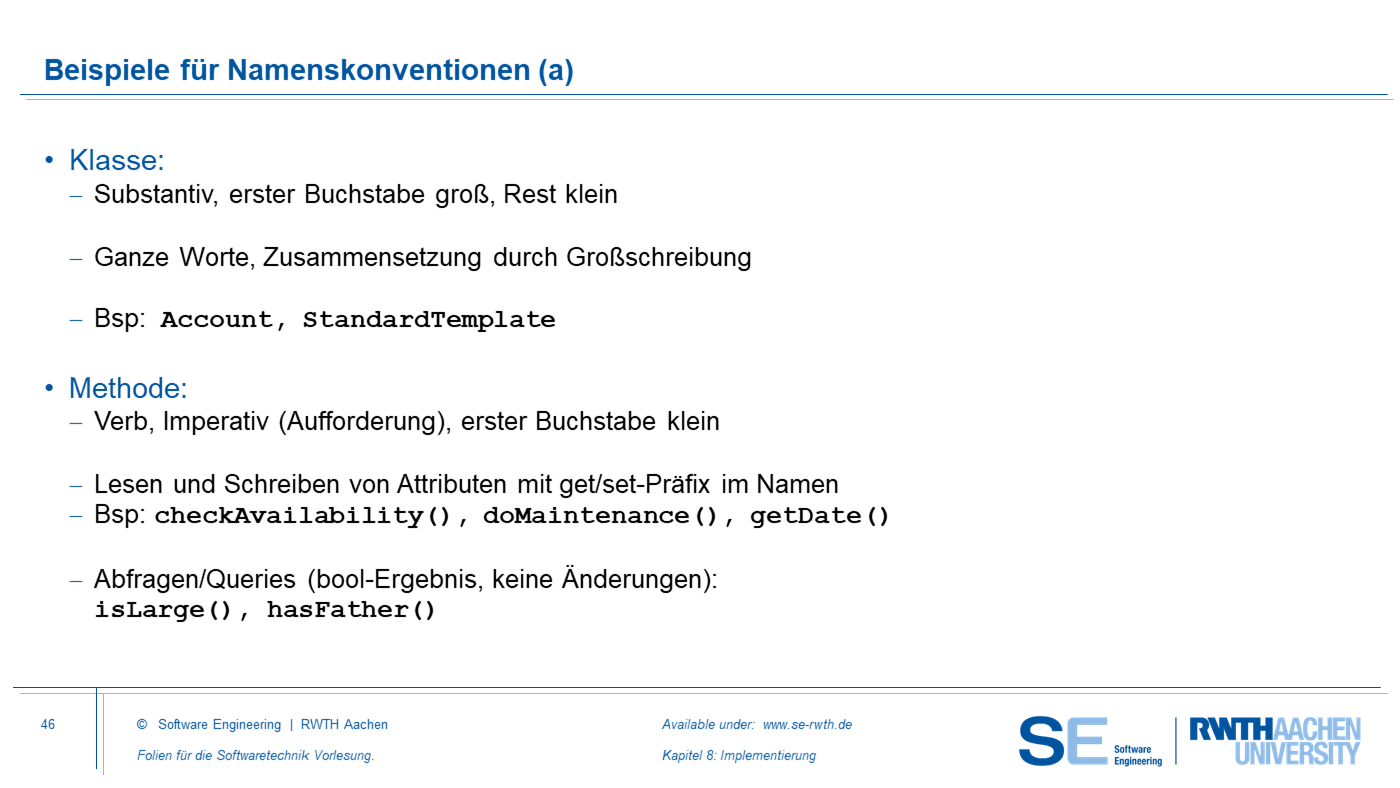 Beispiele für Namenskonventionen (a)
• Klasse:
– Substantiv, erster Buchstabe groß, Rest klein
– Ganze Worte, Zusammensetzung durch Großschreibung
– Bsp: Account, StandardTemplate
• Methode:
– Verb, Imperativ (Aufforderung), erster Buchstabe klein
– Lesen und Schreiben von Attributen mit get/set-Präfix im Namen
– Bsp: checkAvailability(), doMaintenance(), getDate()
– Abfragen/Queries (bool-Ergebnis, keine Änderungen):
isLarge(), hasFather()
46
© Software Engineering | RWTH Aachen
Folien für die Softwaretechnik Vorlesung.
Available under: www.se-rwth.de
Kapitel 8: Implementierung
SE Software
Engineering
RWTHAACHEN
UNIVERSITY